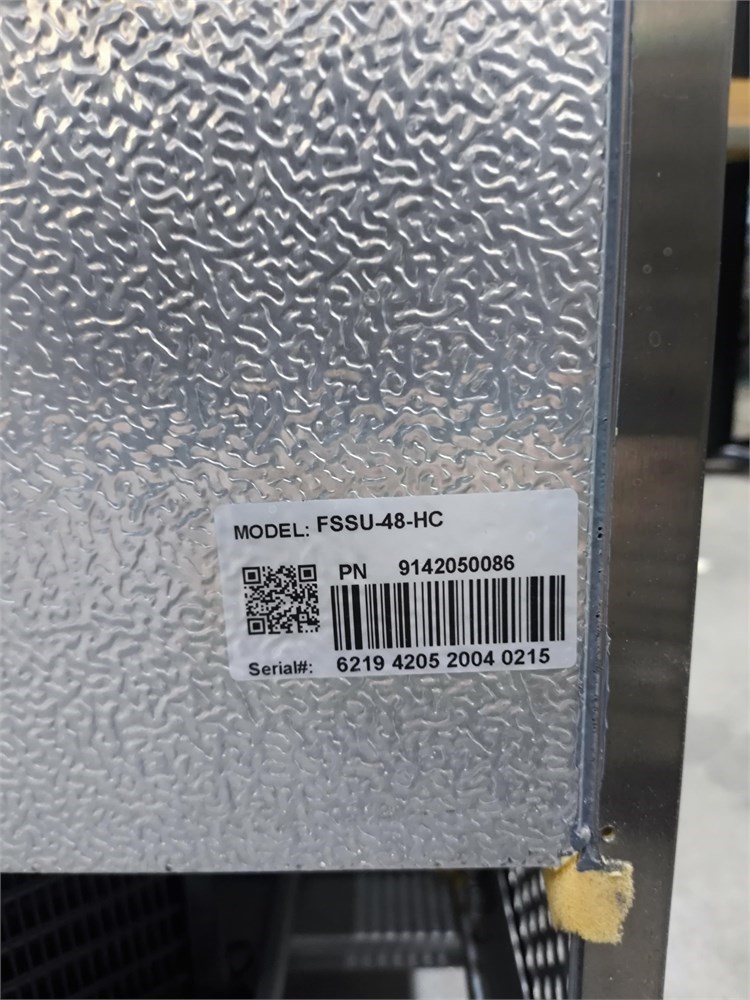 MODEL: FSSU-48-HC
PN 9142050086
Serial#: 6219 4205 2004 0215